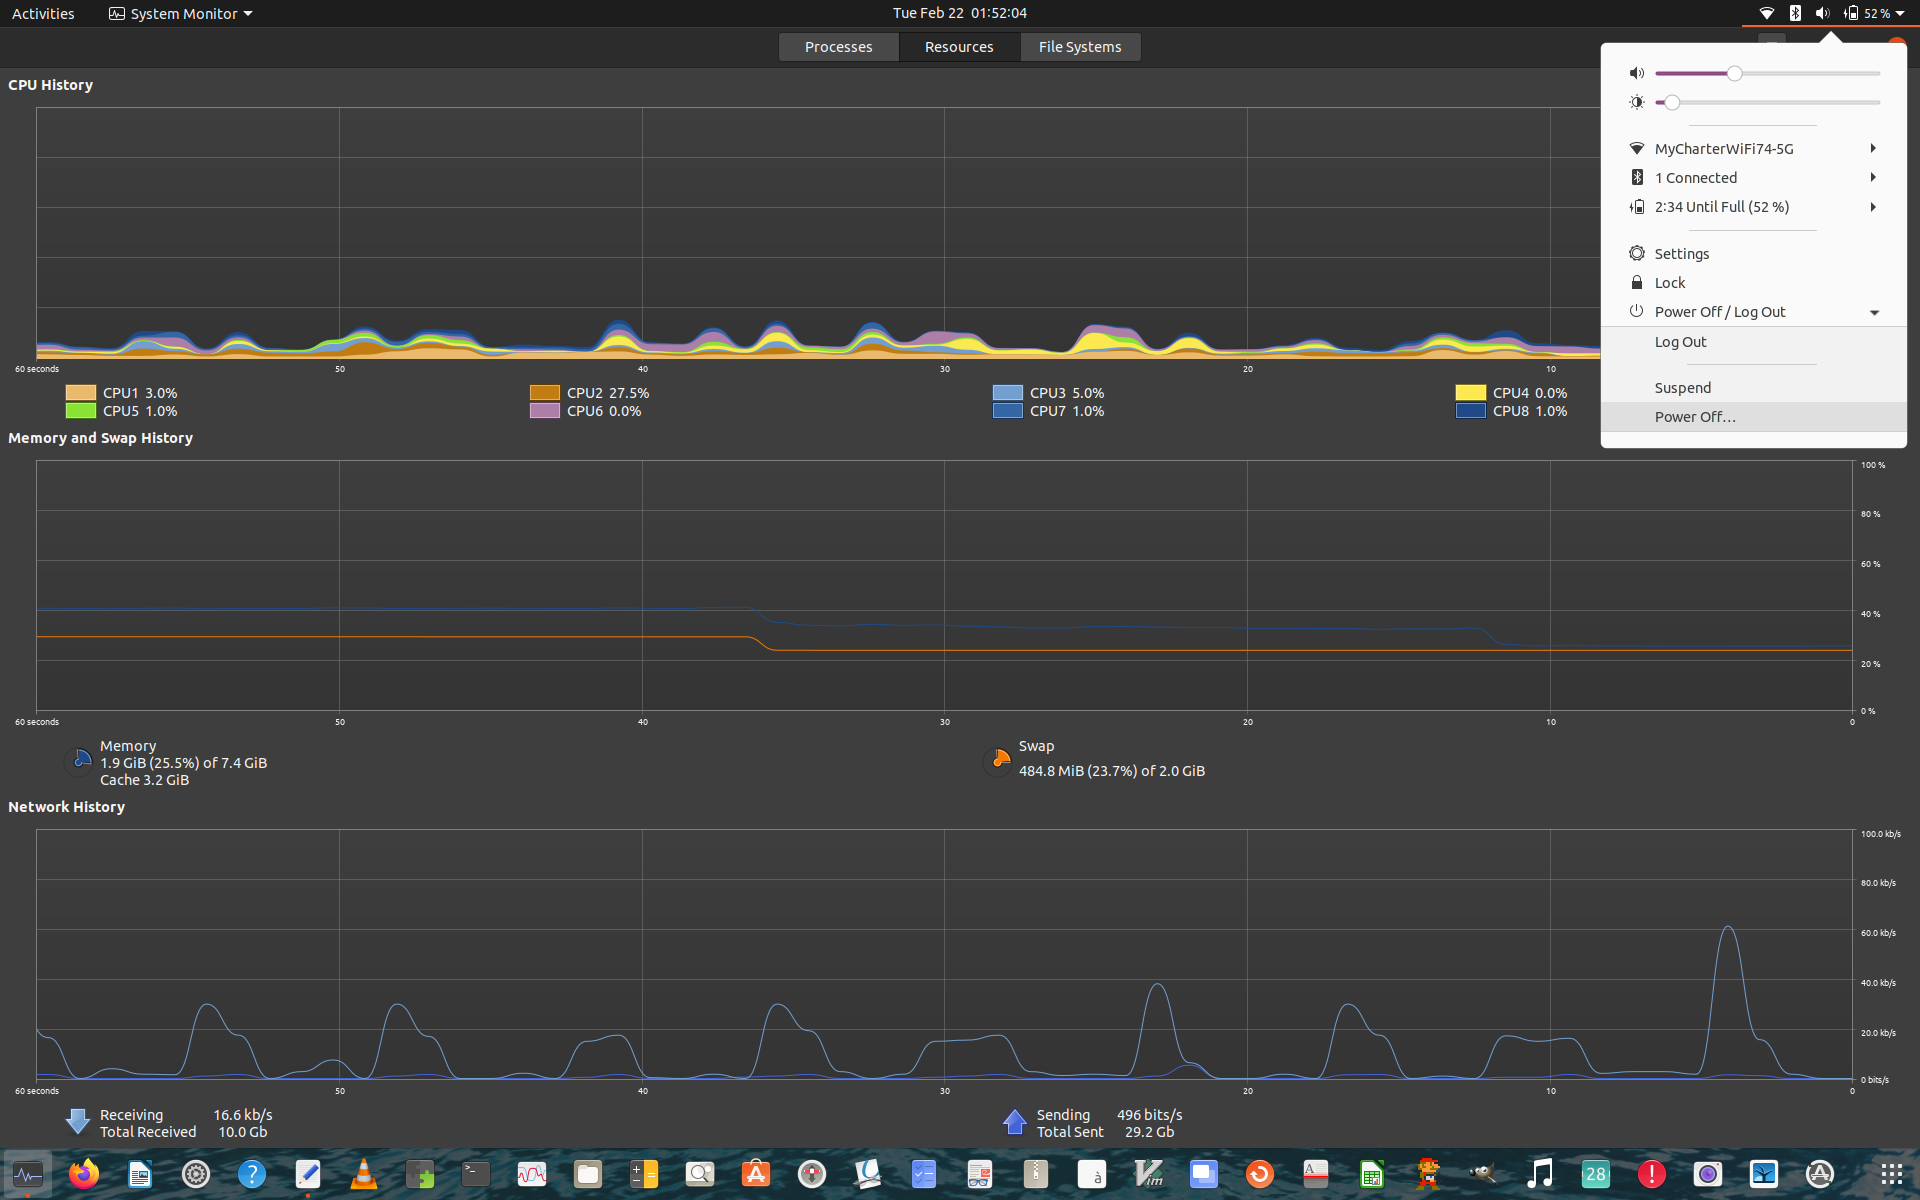 Activities
System Monitor
Tue Feb 22 01:52:04
52 %
Processes
Resources
File Systems
MyCharterWiFi74-5G
1 Connected
2:34 Until Full (52 %)
Settings
Lock
Power Off / Log Out
Log Out
Suspend
Power Off...
CPU History
60 seconds 50 40 30 20 10
CPU1 3.0% CPU2 27.5% CPU3 5.0% CPU4 0.0%
CPU5 1.0% CPU6 0.0% CPU7 1.0% CPU8 1.0%
Memory and Swap History
100 %
80 %
60 %
40 %
20 %
0 %
60 seconds 50 40 30 20 10 0
Memory
1.9 GiB (25.5%) of 7.4 GiB
Cache 3.2 GiB
Swap
484.8 MiB (23.7%) of 2.0 GiB
Network History
100.0 kb/s
80.0 kb/s
60.0 kb/s
40.0 kb/s
20.0 kb/s
0 bits/s
60 seconds 50 40 30 20 10 0
Receiving 16.6 kb/s
Total Received 10.0 Gb
Sending 496 bits/s
Total Sent 29.2 Gb
?
>_
à
Vim
A
28
!